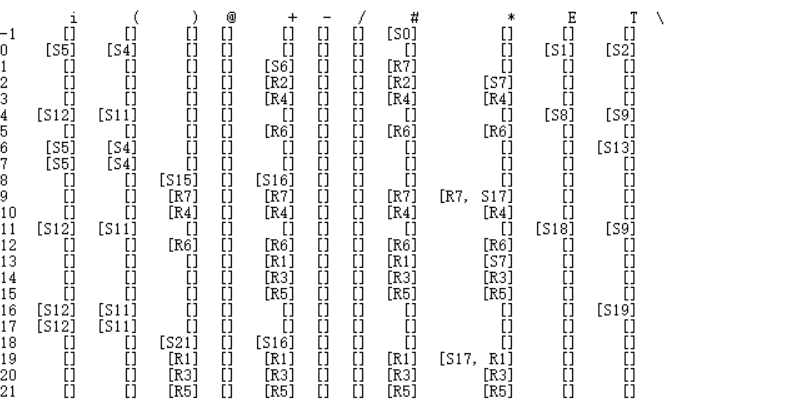 i ( ) @ + - / # * E T \
-1 [] [] [] [] [] [] [] [S0] [] [] []
0 [S5] [S4] [] [] [] [] [] [] [] [S1] [S2]
1 [] [] [] [] [S6] [] [] [R7] [] [] []
2 [] [] [] [] [R2] [] [] [R2] [S7] [] []
3 [] [] [] [] [R4] [] [] [R4] [R4] [] []
4 [S12] [S11] [] [] [] [] [] [] [] [S8] [S9]
5 [] [] [] [] [R6] [] [] [R6] [R6] [] []
6 [S5] [S4] [] [] [] [] [] [] [] [] [S13]
7 [S5] [S4] [] [] [] [] [] [] [] [] []
8 [] [] [S15] [] [S16] [] [] [] [] [] []
9 [] [] [R7] [] [R7] [] [] [R7] [R7, S17] [] []
10 [] [] [R4] [] [R4] [] [] [R4] [R4] [] []
11 [S12] [S11] [] [] [] [] [] [] [] [S18] [S9]
12 [] [] [R6] [] [R6] [] [] [R6] [R6] [] []
13 [] [] [] [] [R1] [] [] [R1] [S7] [] []
14 [] [] [] [] [R3] [] [] [R3] [R3] [] []
15 [] [] [] [] [R5] [] [] [R5] [R5] [] []
16 [S12] [S11] [] [] [] [] [] [] [] [] [S19]
17 [S12] [S11] [] [] [] [] [] [] [] [] []
18 [] [] [S21] [] [S16] [] [] [] [] [] []
19 [] [] [R1] [] [R1] [] [] [R1] [S17, R1] [] []
20 [] [] [R3] [] [R3] [] [] [R3] [R3] [] []
21 [] [] [R5] [] [R5] [] [] [R5] [R5] [] []